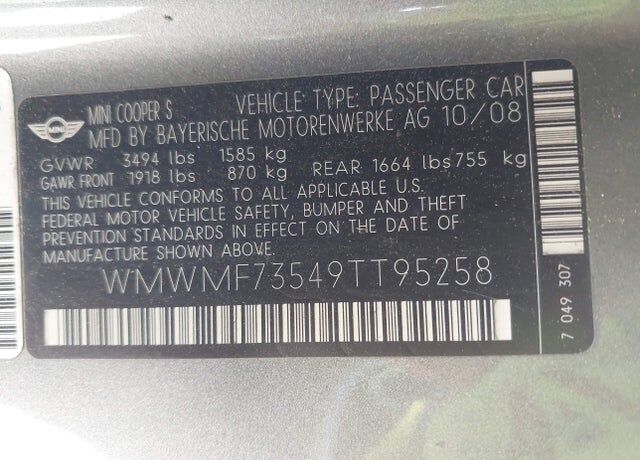 MINI
MINI COOPER S VEHICLE TYPE: PASSENGER CAR
MFD BY BAYERISCHE MOTORENWERKE AG 10/08
GVWR 3494 lbs 1585 kg
GAWR FRONT 1918 lbs 870 kg REAR 1664 lbs 755 kg
THIS VEHICLE CONFORMS TO ALL APPLICABLE U.S.
FEDERAL MOTOR VEHICLE SAFETY, BUMPER AND THEFT
PREVENTION STANDARDS IN EFFECT ON THE DATE OF
MANUFACTURE SHOWN ABOVE.
WMWMF73549TT95258
7 049 307